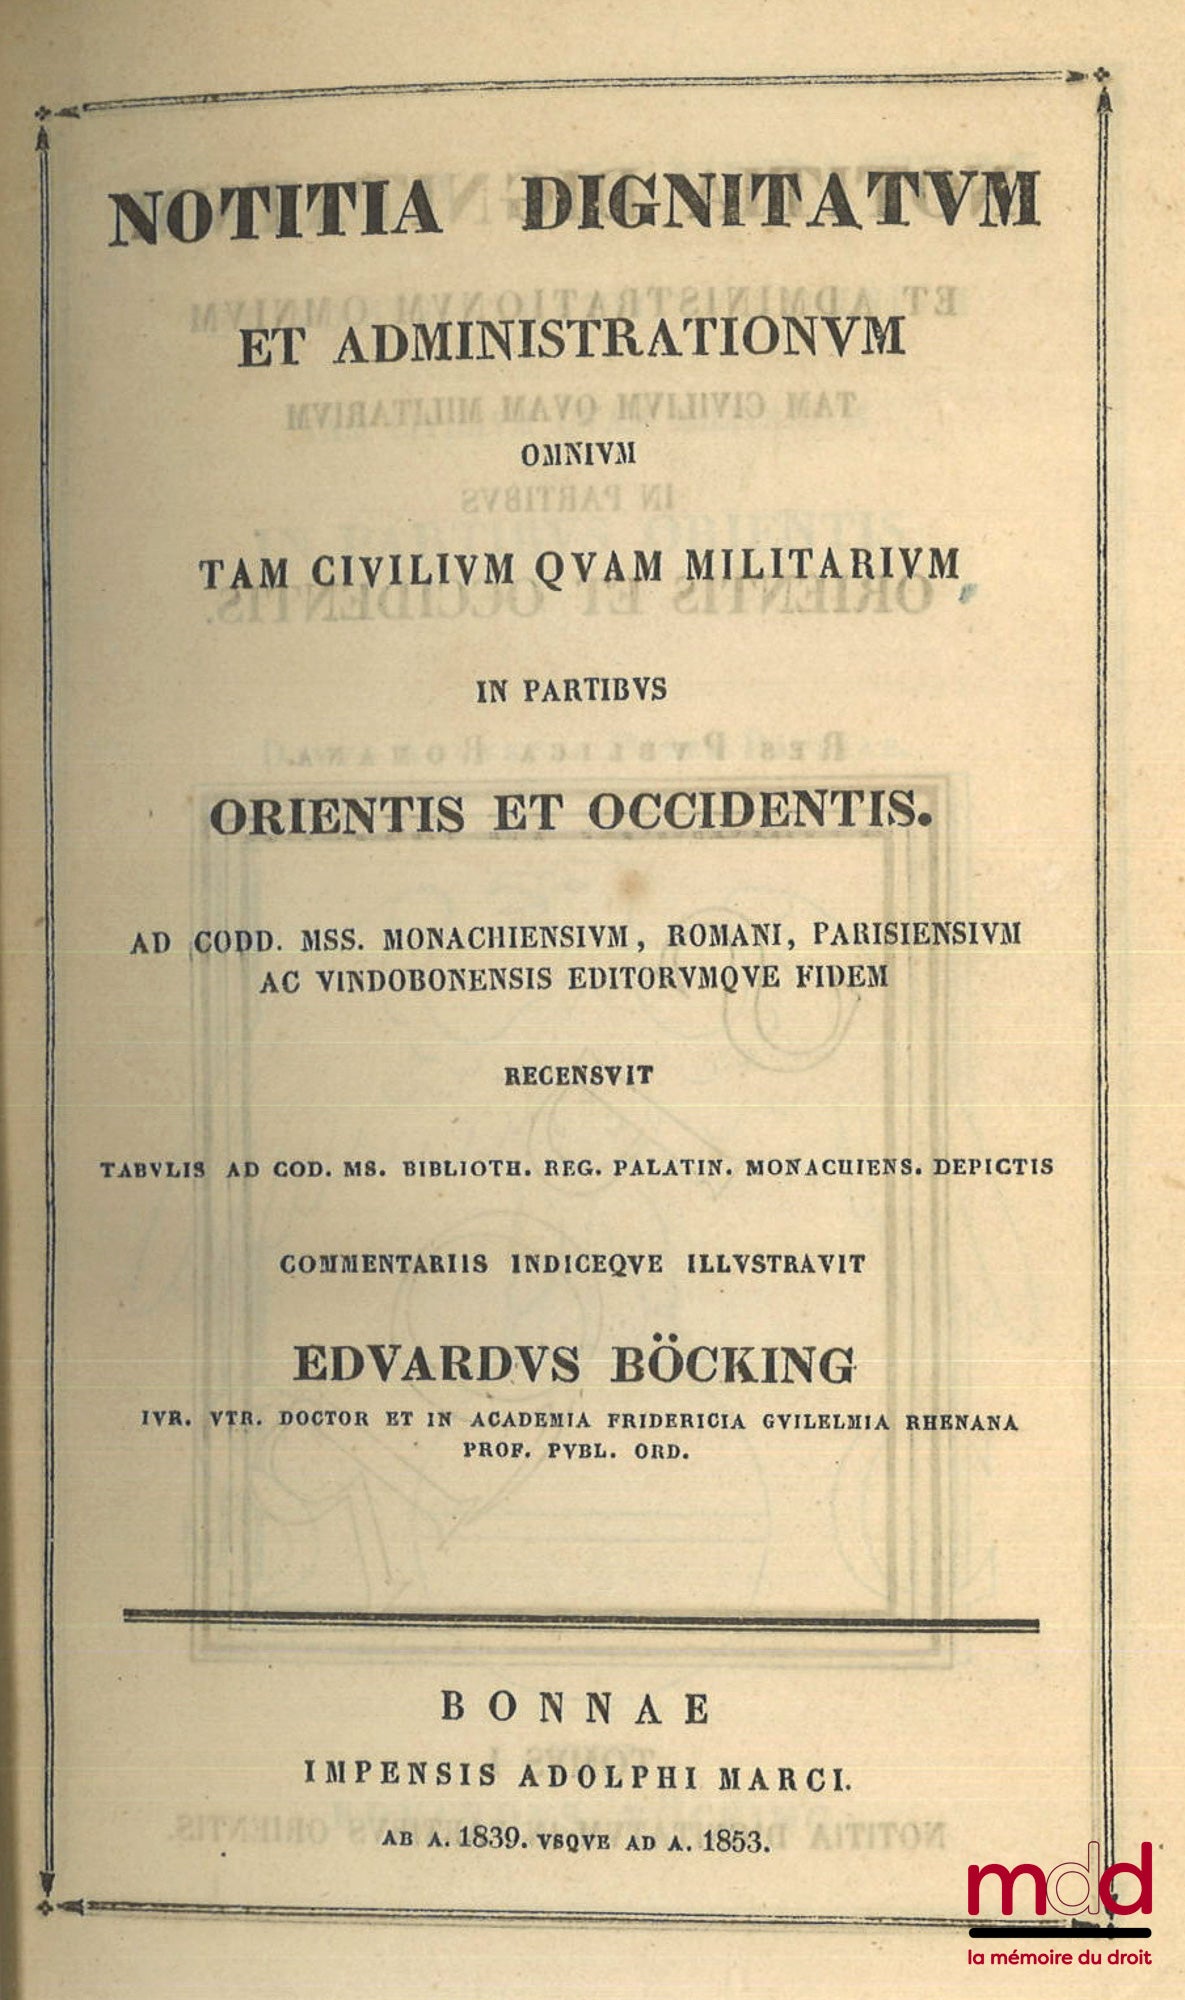 NOTITIA DIGNITATVM
ET ADMINISTRATIONVM
OMNIVM
TAM CIVILIVM QVAM MILITARIVM
IN PARTIBVS
ORIENTIS ET OCCIDENTIS.
AD CODD. MSS. MONACHIENSIVM, ROMANI, PARISIENSIVM
AC VINDOBONENSIS EDITORVMQVE FIDEM
RECENSVIT
TABVLIS AD COD. MS. BIBLIOTH. REG. PALATIN. MONACHIENS. DEPICTIS
COMMENTARIIS INDICEQVE ILLVSTRAVIT
EDVARDVS BÖCKING
IVR. VTR. DOCTOR ET IN ACADEMIA FRIDERICIA GVILELMIA RHENANA
PROF. PVBL. ORD.
BONNAE
IMPENSIS ADOLPHI MARCI.
AB A. 1839. VSQVE AD A. 1853.
mdd
la mémoire du droit